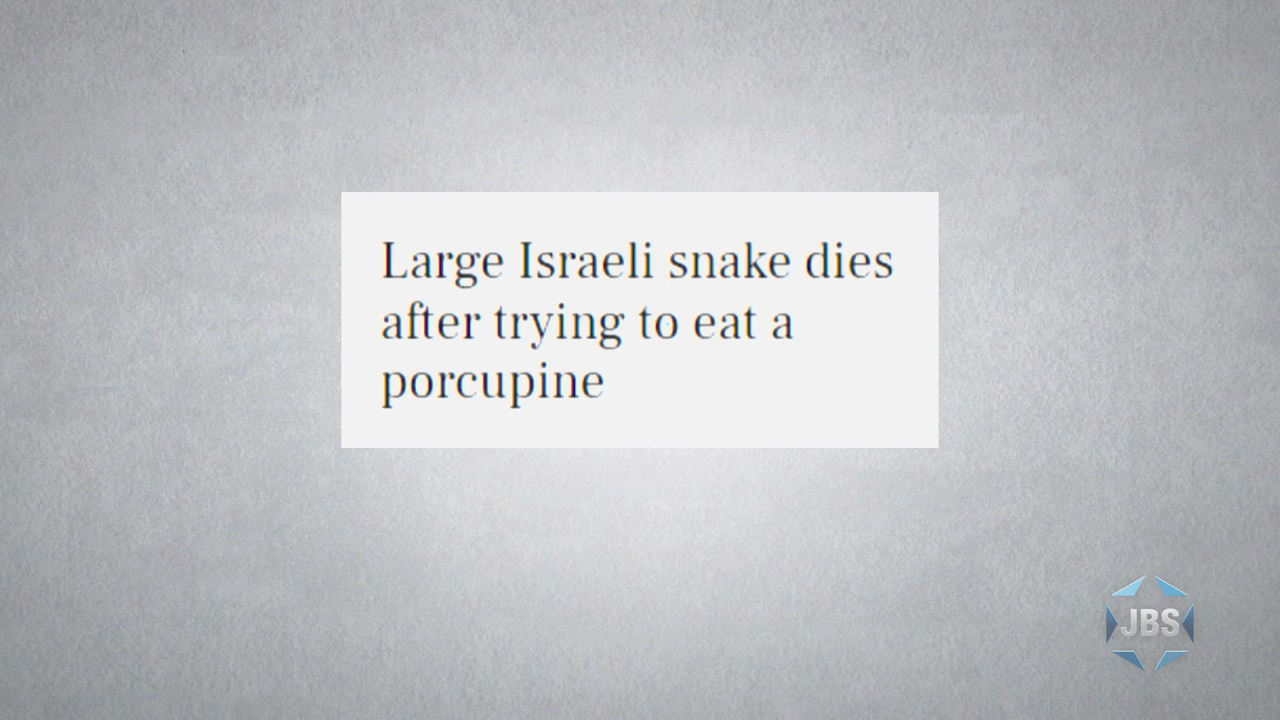 Large Israeli snake dies
after trying to eat a
porcupine
JBS